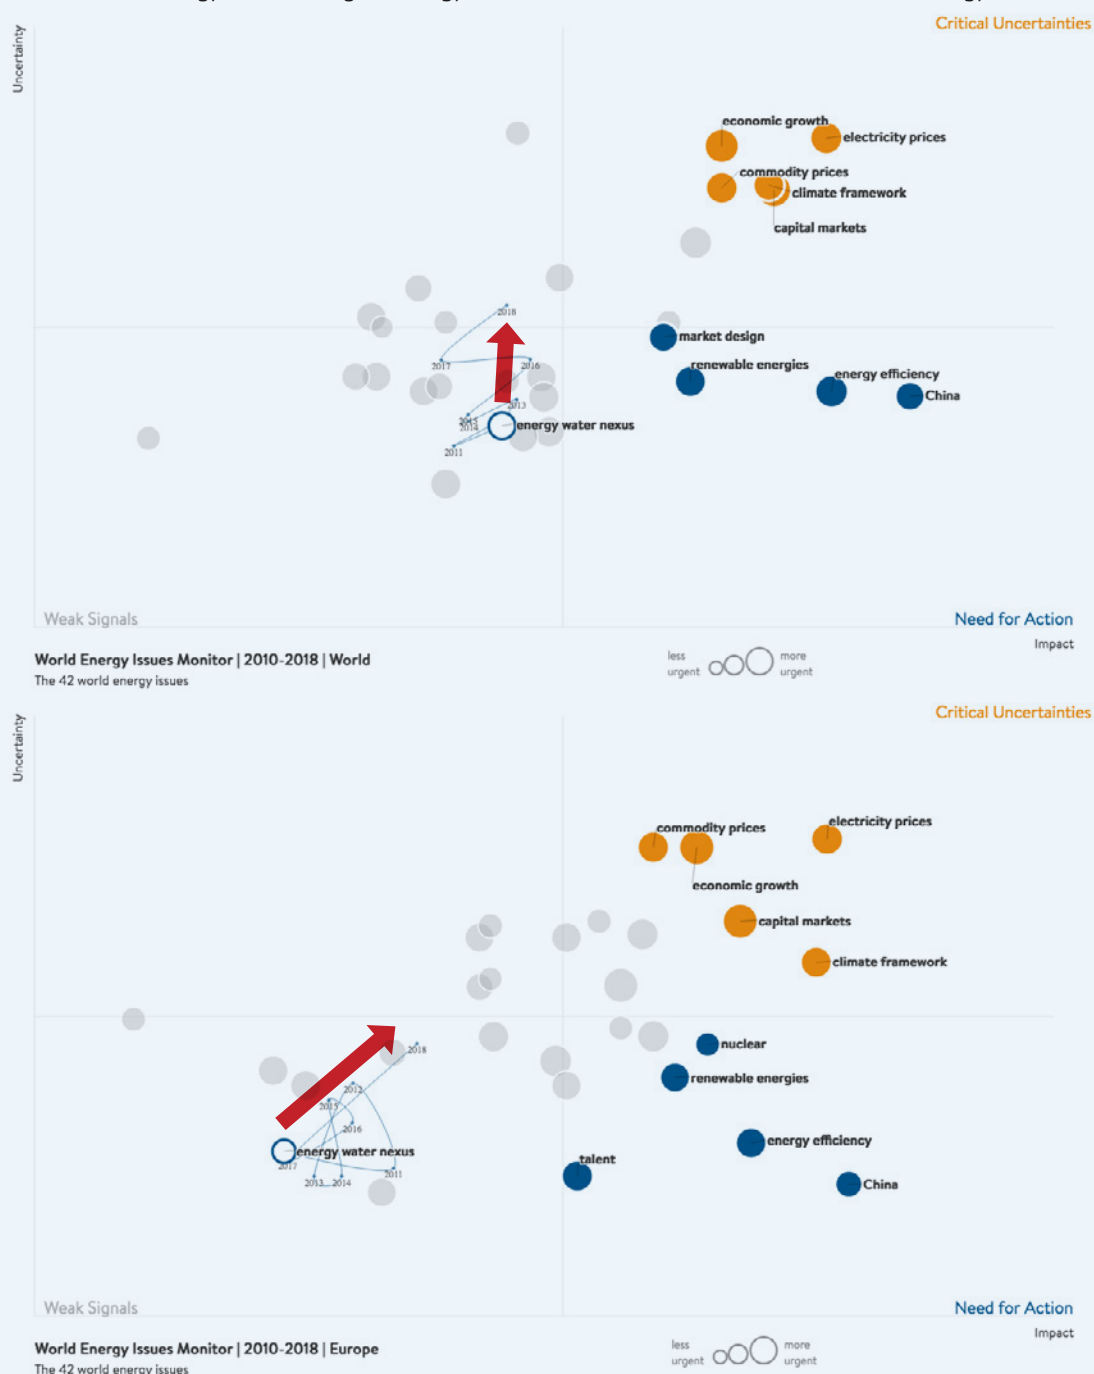 Critical Uncertainties
Uncertainty
economic growth
electricity prices
commodity prices
climate framework
capital markets
2018
market design
2017
2016
renewable energies
energy efficiency
China
2013
2015
2014
energy water nexus
2011
Weak Signals
Need for Action
Impact
World Energy Issues Monitor | 2010-2018 | World
The 42 world energy issues
less urgent
more urgent
Critical Uncertainties
Uncertainty
commodity prices
electricity prices
economic growth
capital markets
climate framework
nuclear
2018
renewable energies
2012
2015
2016
energy efficiency
energy water nexus
2017
talent
2011
2013
2014
China
Weak Signals
Need for Action
Impact
World Energy Issues Monitor | 2010-2018 | Europe
The 42 world energy issues
less urgent
more urgent